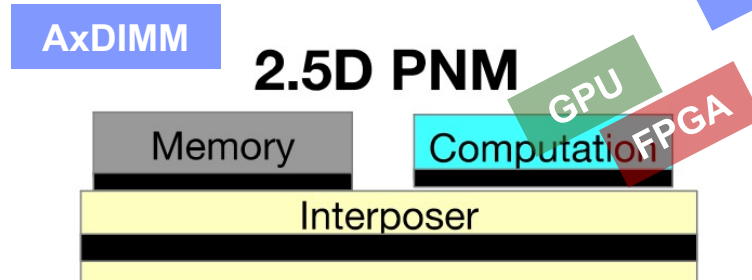 AxDIMM
2.5D PNM
GPU
FPGA
Memory
Computation
Interposer